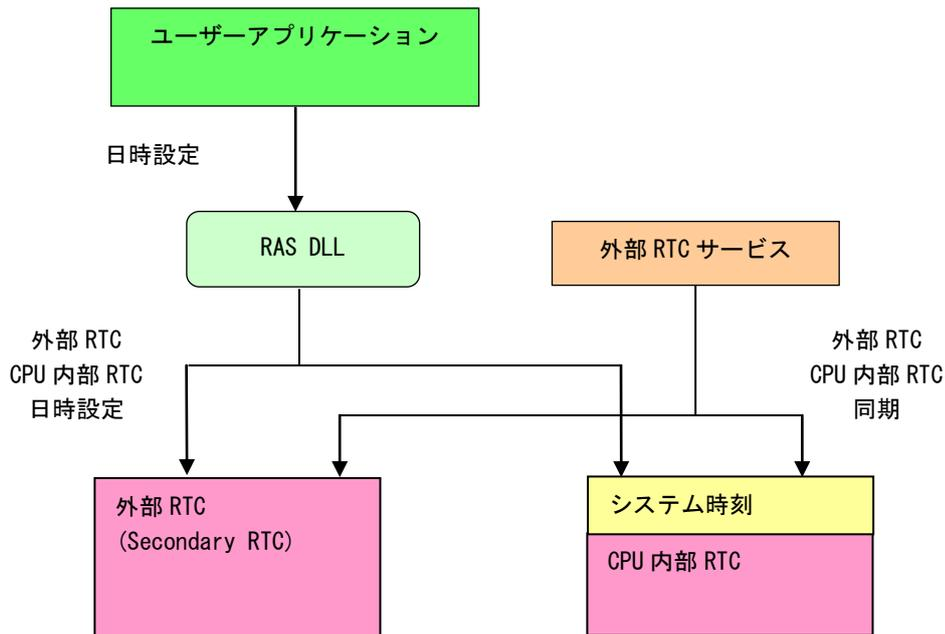 ユーザーアプリケーション
日時設定
RAS DLL
外部 RTC サービス
外部 RTC
CPU 内部 RTC
日時設定
外部 RTC
CPU 内部 RTC
同期
外部 RTC
(Secondary RTC)
システム時刻
CPU 内部 RTC